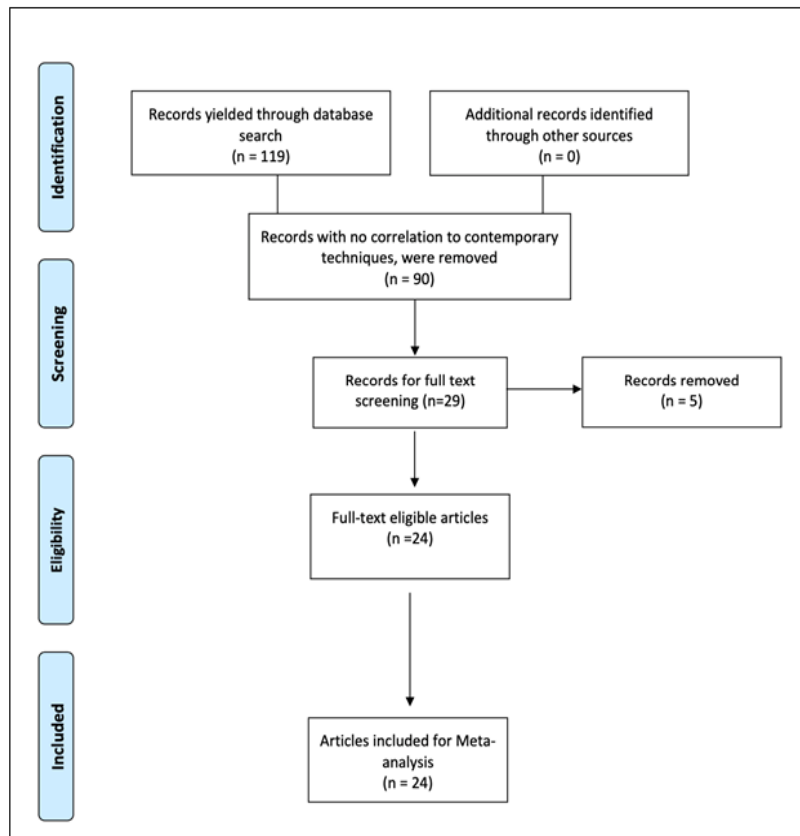 Identification
Records yielded through database
search
(n = 119)
Additional records identified
through other sources
(n = 0)
Records with no correlation to contemporary
techniques, were removed
(n = 90)
Screening
Records for full text
screening (n=29)
Records removed
(n = 5)
Eligibility
Full-text eligible articles
(n =24)
Included
Articles included for Meta-
analysis
(n = 24)